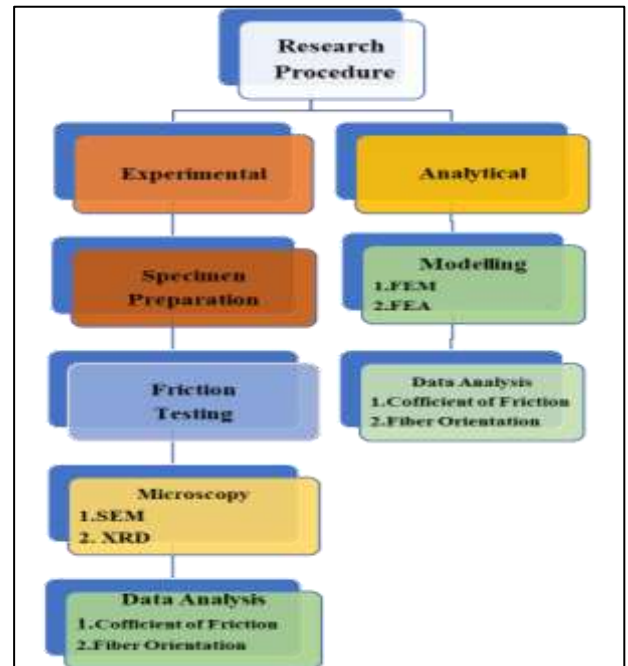 Research
Procedure
Experimental
Specimen
Preparation
Friction
Testing
Microscopy
1.SEM
2. XRD
Data Analysis
1.Cofficient of Friction
2.Fiber Orientation
Analytical
Modelling
1.FEM
2.FEA
Data Analysis
1.Cofficient of Friction
2.Fiber Orientation